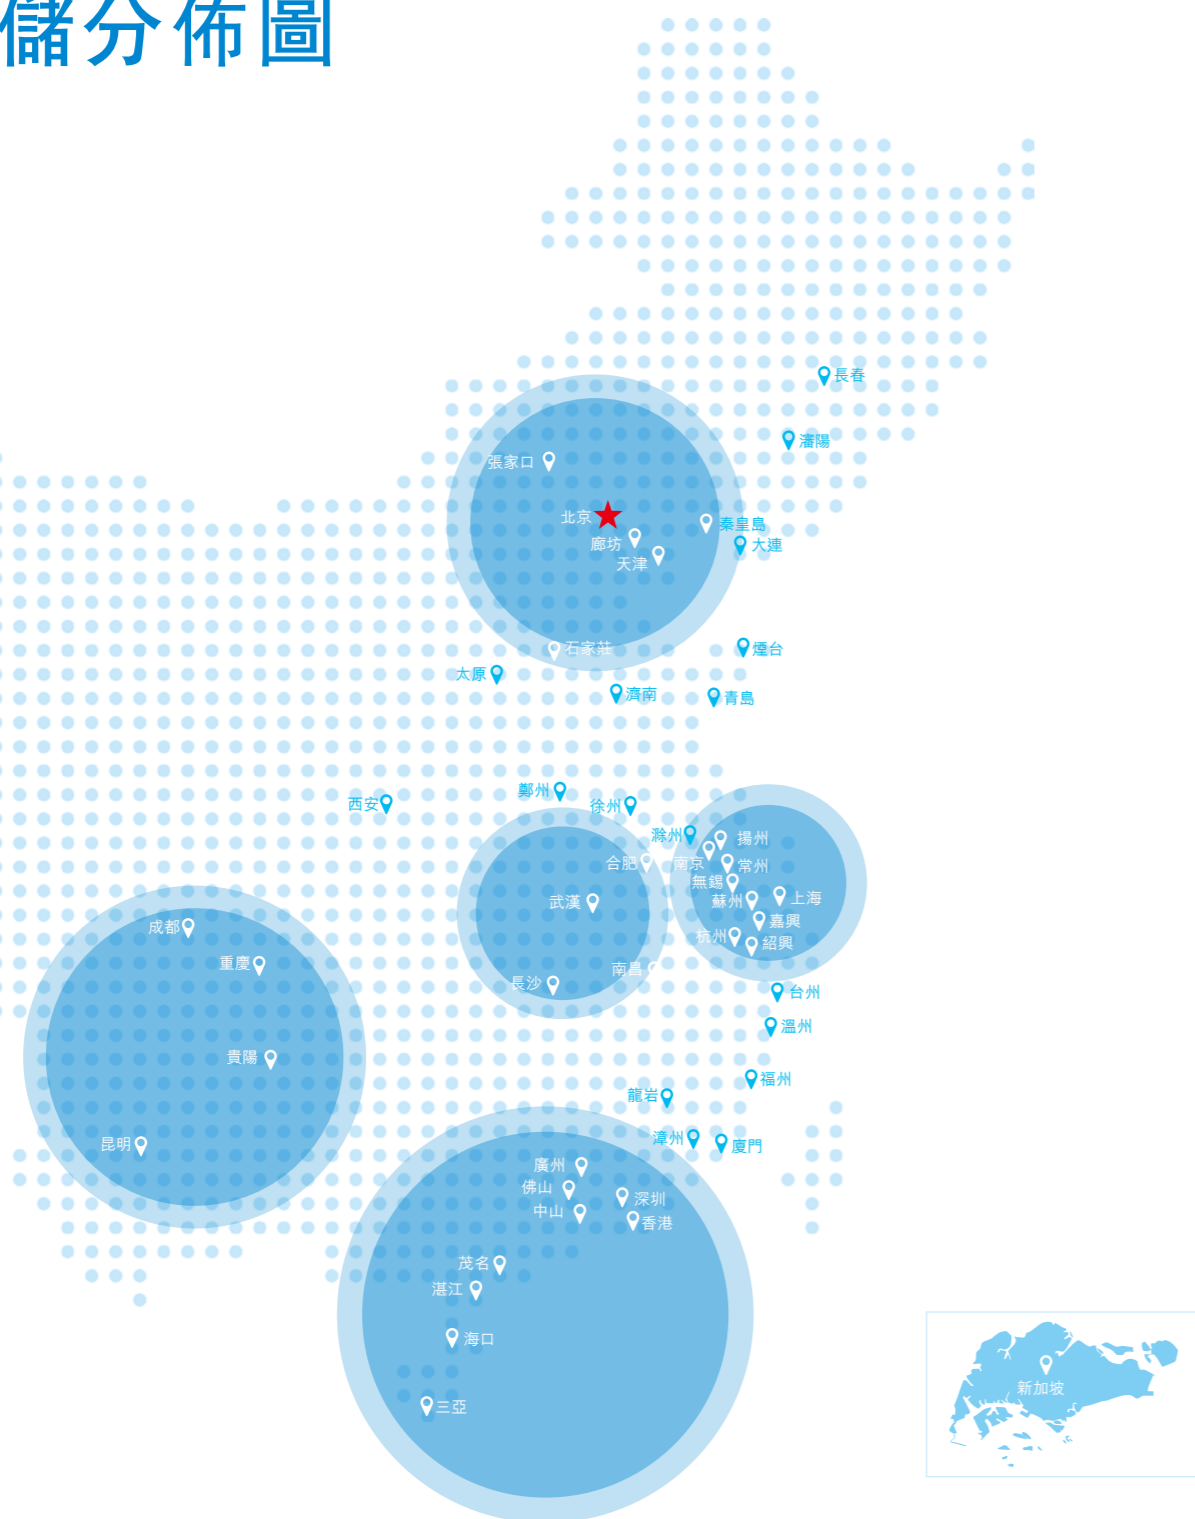 儲分佈圖
長春
瀋陽
張家口
北京
秦皇島
廊坊
大連
天津
石家莊
煙台
太原
濟南
青島
鄭州
西安
徐州
滁州
揚州
合肥
南京
常州
無錫
武漢
蘇州
上海
嘉興
成都
杭州
紹興
重慶
南昌
長沙
台州
溫州
貴陽
福州
龍岩
漳州
廈門
昆明
廣州
佛山
深圳
中山
香港
茂名
湛江
海口
新加坡
三亞